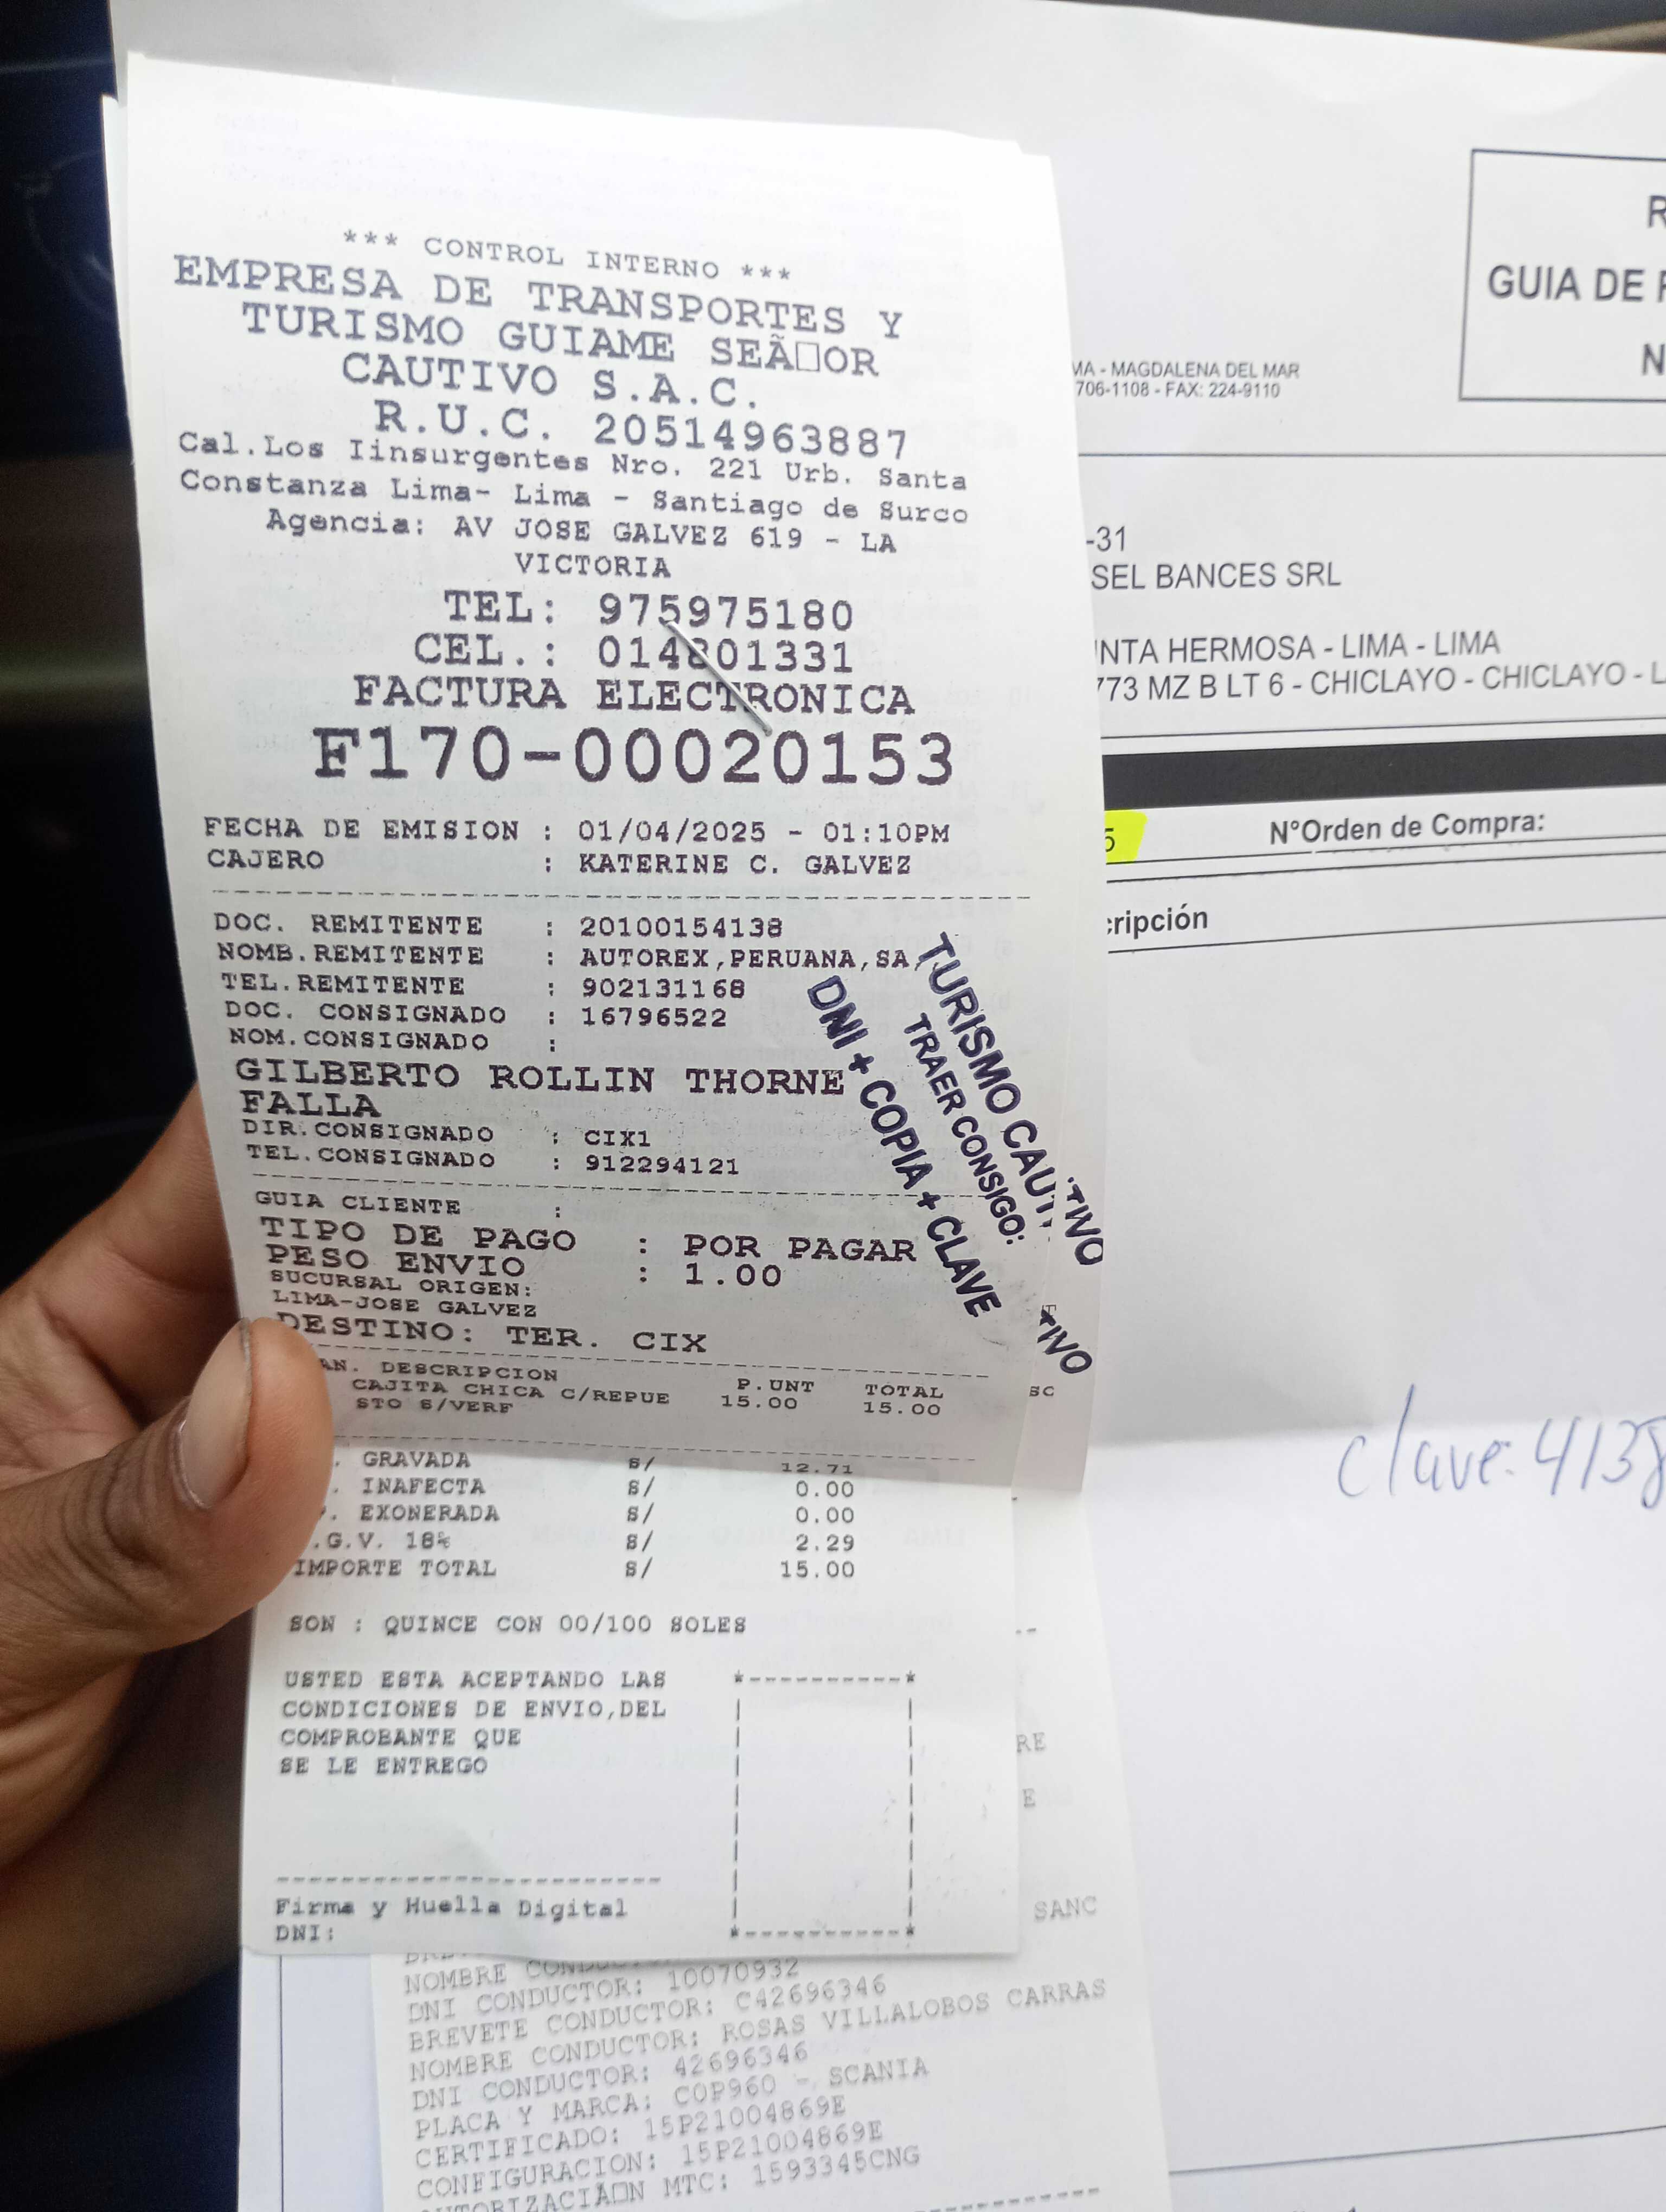 *** CONTROL INTERNO ***
EMPRESA DE TRANSPORTES Y
TURISMO GUIAME SEÃ□OR
CAUTIVO S.A.C.
R.U.C. 20514963887
Cal.Los Iinsurgentes Nro. 221 Urb. Santa
Constanza Lima- Lima - Santiago de Surco
Agencia: AV JOSE GALVEZ 619 - LA
VICTORIA
TEL: 975975180
CEL.: 014801331
FACTURA ELECTRONICA
F170-00020153
FECHA DE EMISION : 01/04/2025 - 01:10PM
CAJERO : KATERINE C. GALVEZ
DOC. REMITENTE : 20100154138
NOMB.REMITENTE : AUTOREX,PERUANA,SA,
TEL.REMITENTE : 902131168
DOC. CONSIGNADO : 16796522
NOM.CONSIGNADO :
GILBERTO ROLLIN THORNE
FALLA
DIR.CONSIGNADO : CIX1
TEL.CONSIGNADO : 912294121
GUIA CLIENTE :
TIPO DE PAGO : POR PAGAR
PESO ENVIO : 1.00
SUCURSAL ORIGEN:
LIMA-JOSE GALVEZ
DESTINO: TER. CIX
AN. DESCRIPCION P.UNT TOTAL
CAJITA CHICA C/REPUE 15.00 15.00
STO S/VERF
. GRAVADA S/ 12.71
. INAFECTA S/ 0.00
. EXONERADA S/ 0.00
.G.V. 18% S/ 2.29
IMPORTE TOTAL S/ 15.00
SON : QUINCE CON 00/100 SOLES
USTED ESTA ACEPTANDO LAS
CONDICIONES DE ENVIO,DEL
COMPROBANTE QUE
SE LE ENTREGO
Firma y Huella Digital
DNI:
TURISMO CAUTIVO
TRAER CONSIGO:
DNI + COPIA + CLAVE
TIVO
NOMBRE
DNI CONDUCTOR: 10070932
BREVETE CONDUCTOR: C42696346
NOMBRE CONDUCTOR: ROSAS VILLALOBOS CARRAS
DNI CONDUCTOR: 42696346
PLACA Y MARCA: C0P960 - SCANIA
CERTIFICADO: 15P21004869E
CONFIGURACION: 15P21004869E
AUTORIZACIÃ□N MTC: 1593345CNG
SC
RE
E
SANC
R
GUIA DE
N
MA - MAGDALENA DEL MAR
706-1108 - FAX: 224-9110
-31
SEL BANCES SRL
NTA HERMOSA - LIMA - LIMA
773 MZ B LT 6 - CHICLAYO - CHICLAYO - L
5 N°Orden de Compra:
cripción
clave: 4138